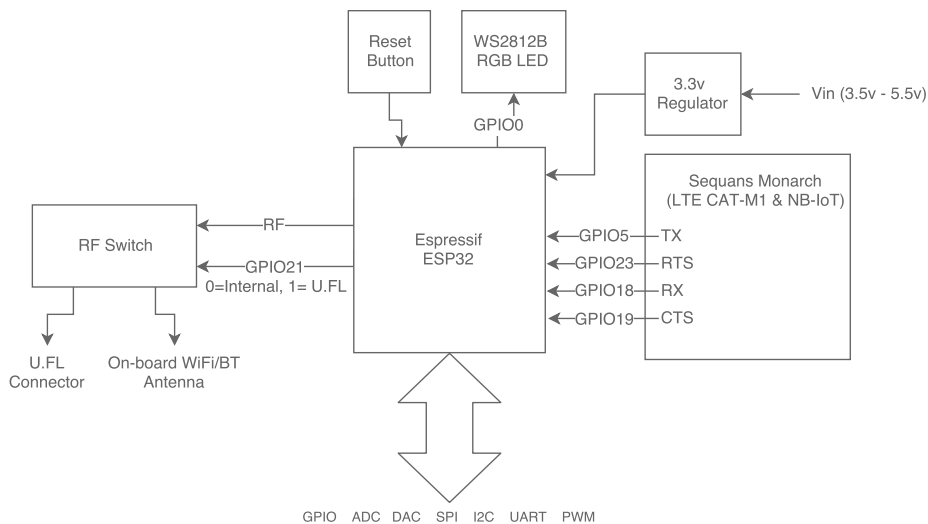 Reset
Button
WS2812B
RGB LED
3.3v
Regulator
Vin (3.5v - 5.5v)
GPIO0
Sequans Monarch
(LTE CAT-M1 & NB-IoT)
Espressif
ESP32
RF Switch
RF
GPIO21
0=Internal, 1= U.FL
GPIO5 TX
GPIO23 RTS
GPIO18 RX
GPIO19 CTS
U.FL
Connector
On-board WiFi/BT
Antenna
GPIO ADC DAC SPI I2C UART PWM